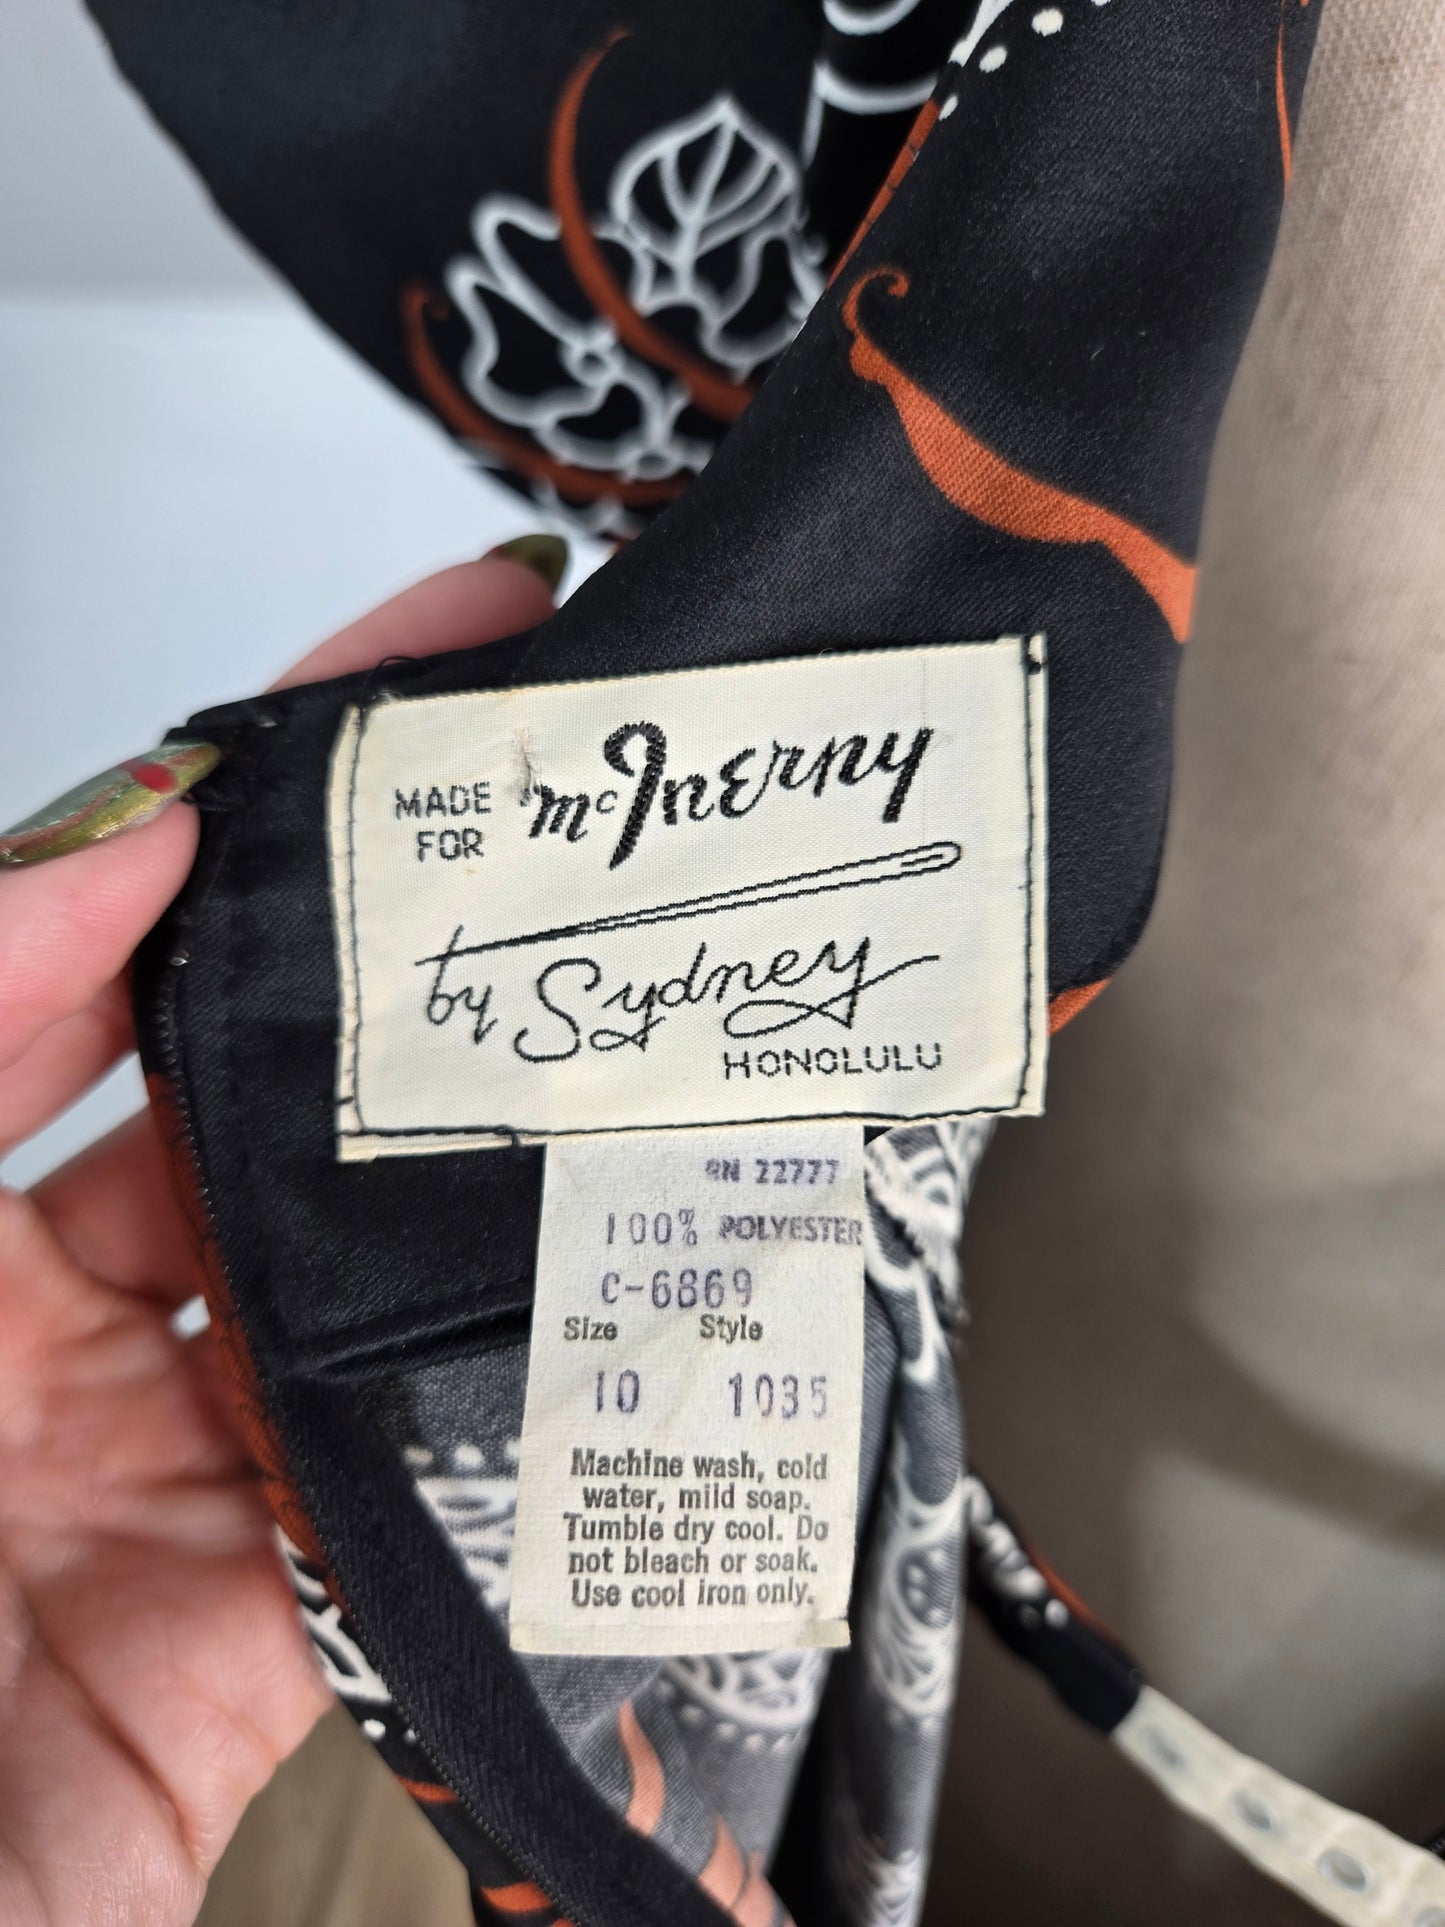 MADE
FOR
McInerny
by Sydney
HONOLULU
RN 22777
100% POLYESTER
C-6869
Size Style
10 1035
Machine wash, cold
water, mild soap.
Tumble dry cool. Do
not bleach or soak.
Use cool iron only.